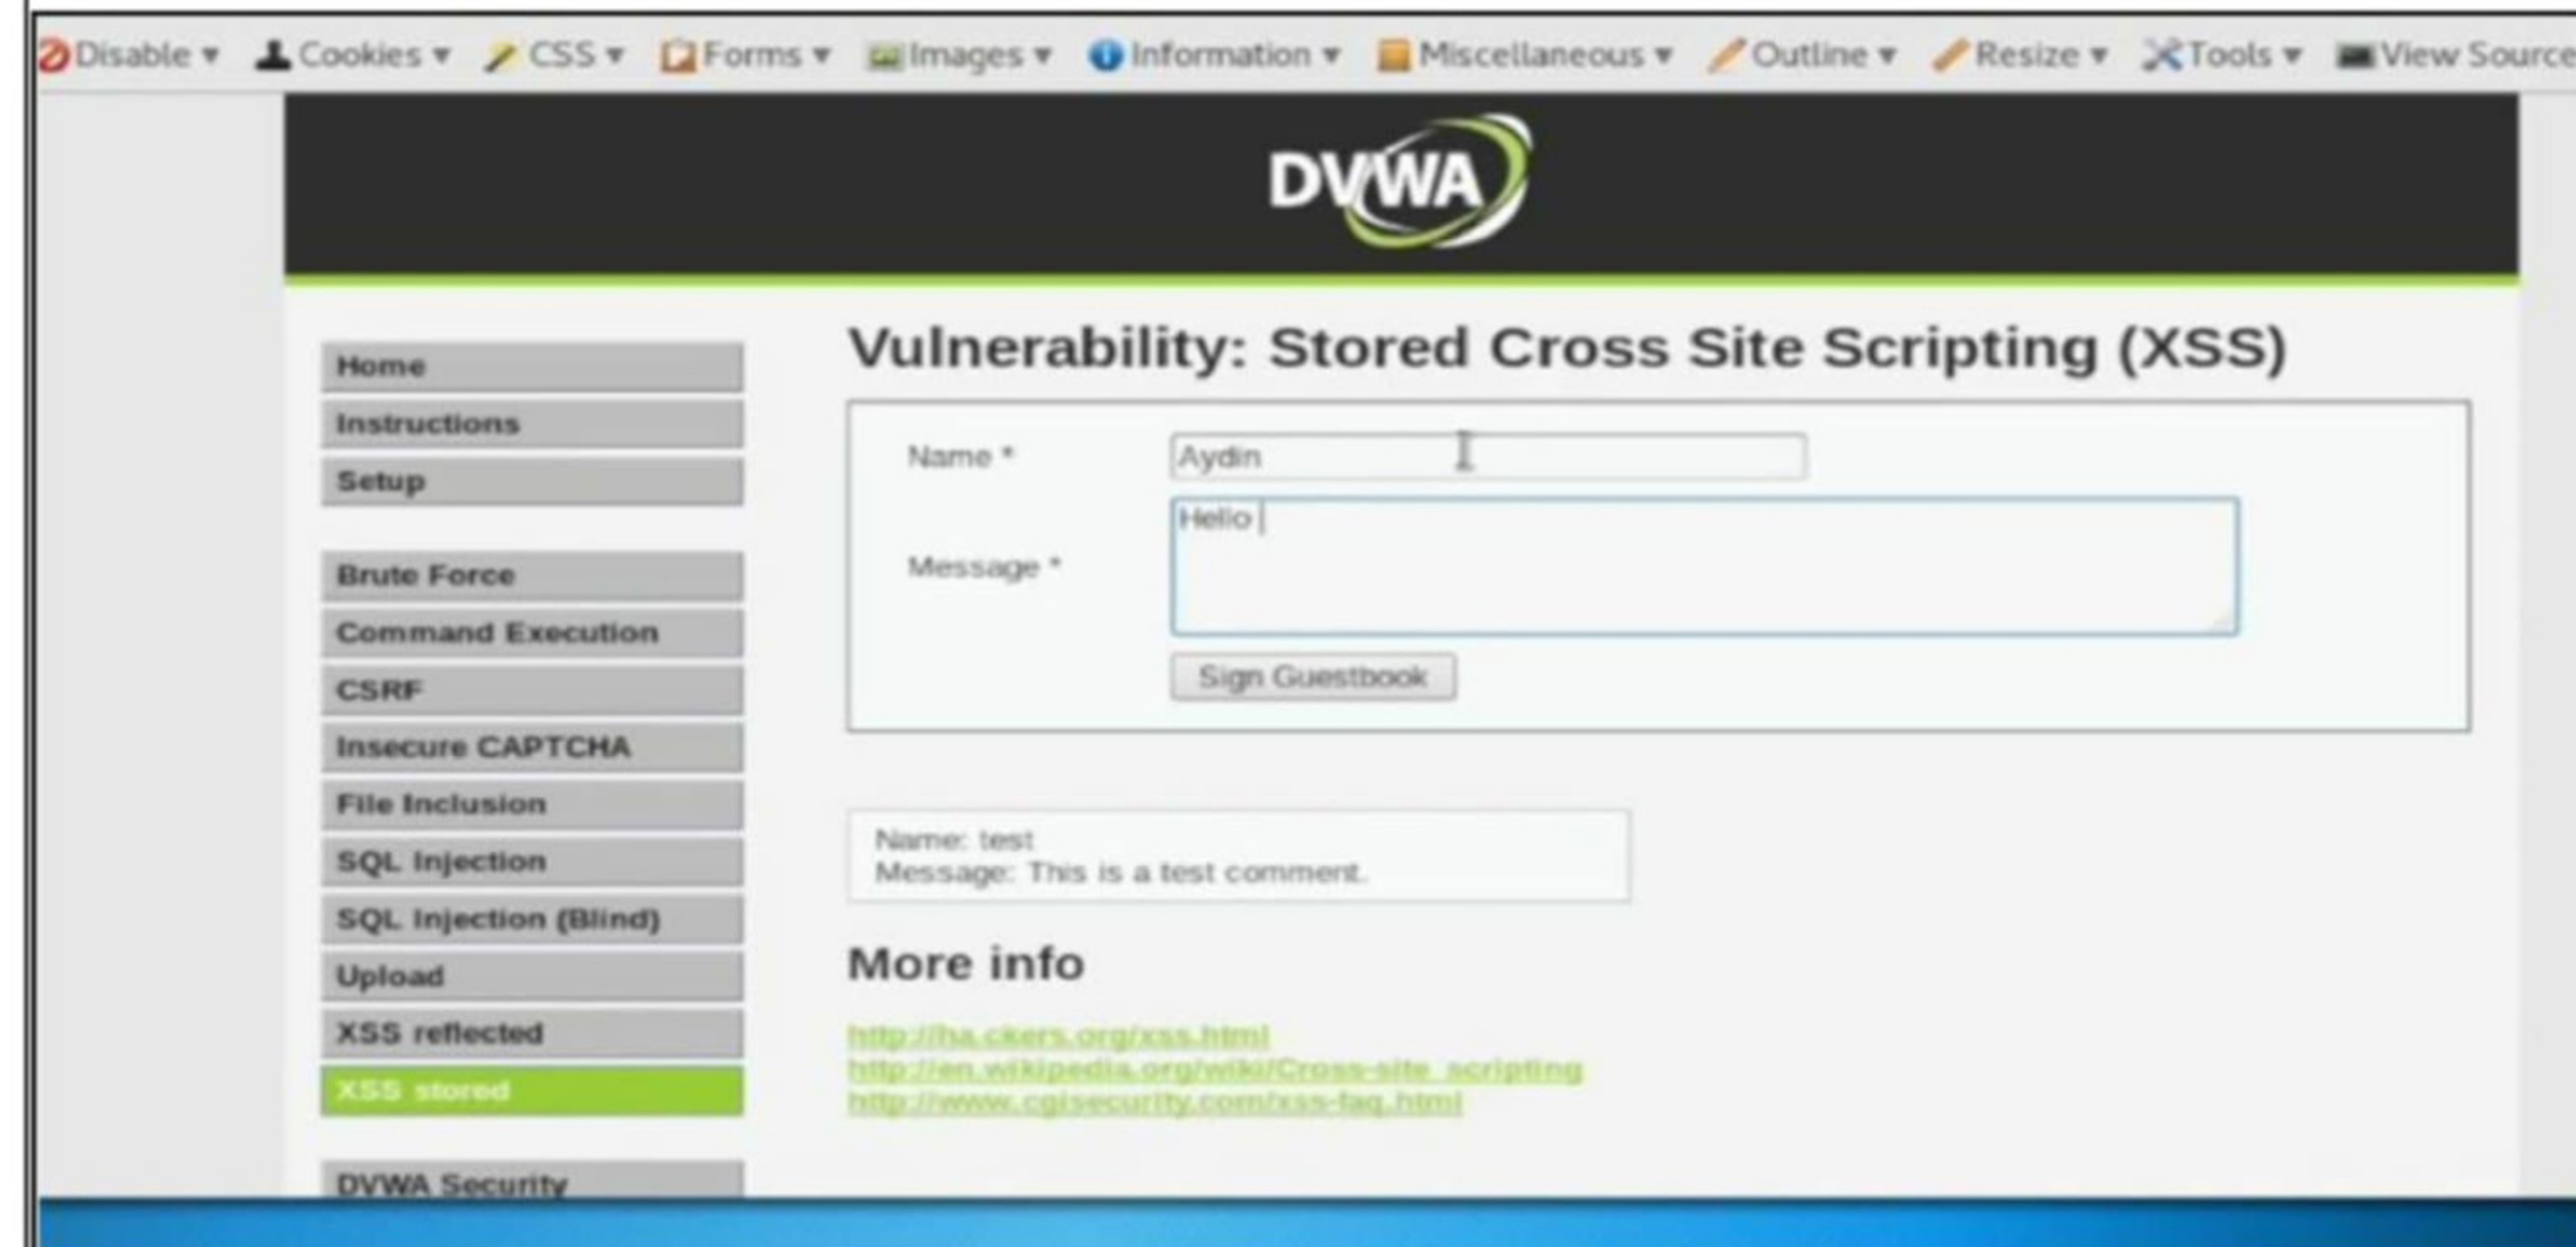 Disable Cookies CSS Forms Images Information Miscellaneous Outline Resize Tools View Source
DVWA
Vulnerability: Stored Cross Site Scripting (XSS)
Home
Instructions
Setup
Brute Force
Command Execution
CSRF
Insecure CAPTCHA
File Inclusion
SQL Injection
SQL Injection (Blind)
Upload
XSS reflected
XSS stored
DVWA Security
Name * Aydin
Message * Hello
Sign Guestbook
Name: test
Message: This is a test comment.
More info
http://ha.ckers.org/xss.html
http://en.wikipedia.org/wiki/Cross-site_scripting
http://www.cgisecurity.com/xss-faq.html